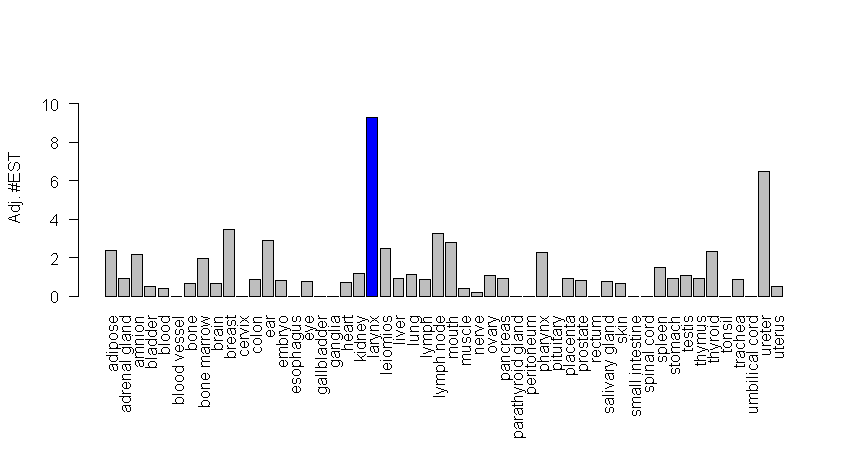 Adj. #EST
10
8
6
4
2
0
adipose
adrenal gland
amnion
bladder
blood
blood vessel
bone
bone marrow
brain
breast
cervix
colon
ear
embryo
esophagus
eye
gallbladder
ganglia
heart
kidney
larynx
leiomios
liver
lung
lymph
lymph node
mouth
muscle
nerve
ovary
pancreas
parathyroid gland
peritoneum
pharynx
pituitary
placenta
prostate
rectum
salivary gland
skin
small intestine
spinal cord
spleen
stomach
testis
thymus
thyroid
tonsil
trachea
umbilical cord
ureter
uterus